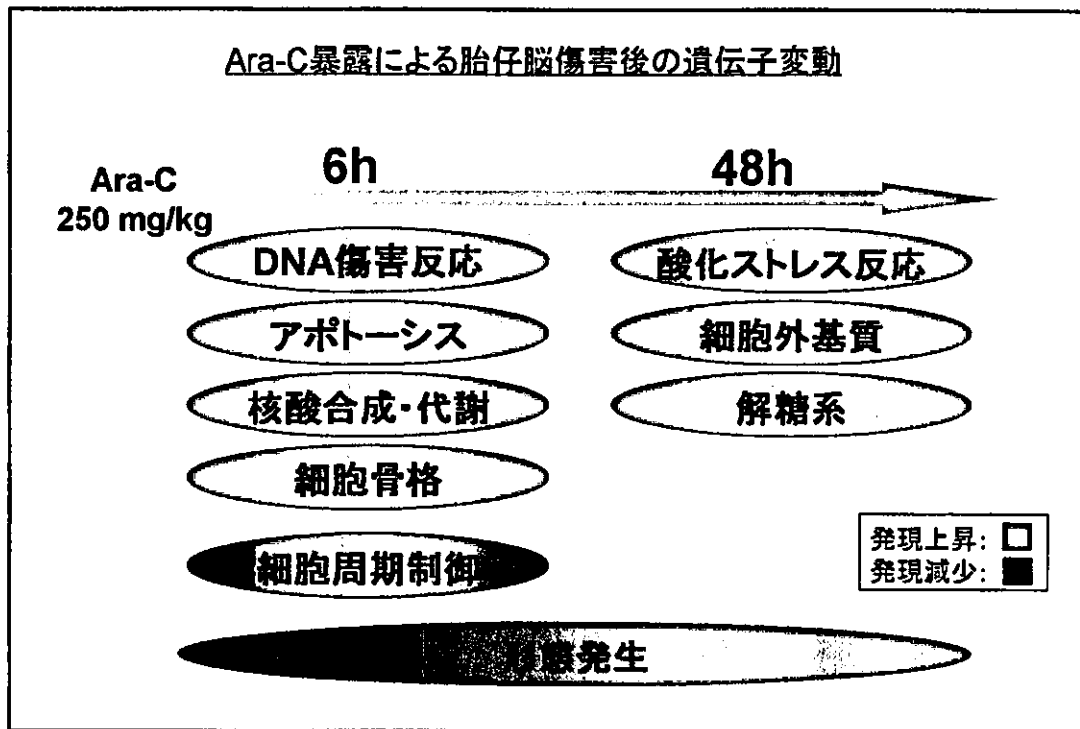 Ara-C暴露による胎仔脳傷害後の遺伝子変動
6h
48h
Ara-C
250 mg/kg
DNA傷害反応
酸化ストレス反応
アポトーシス
細胞外基質
核酸合成・代謝
解糖系
細胞骨格
細胞周期制御
発現上昇:
発現減少:
形態発生